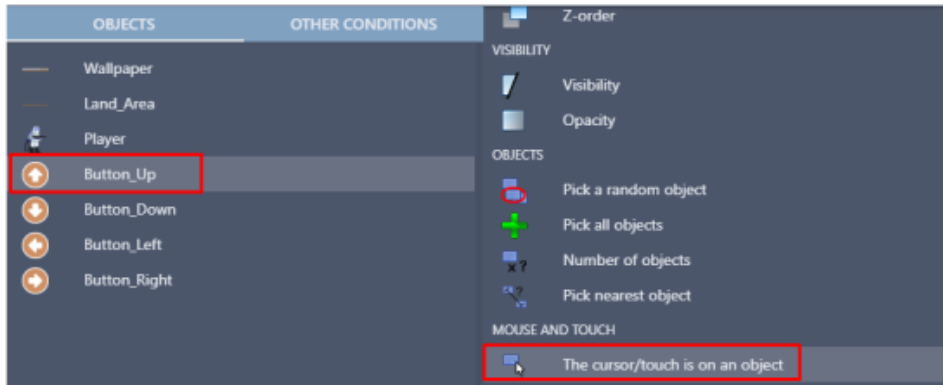 OBJECTS
OTHER CONDITIONS
Wallpaper
Land_Area
Player
Button_Up
Button_Down
Button_Left
Button_Right
Z-order
VISIBILITY
Visibility
Opacity
OBJECTS
Pick a random object
Pick all objects
Number of objects
Pick nearest object
MOUSE AND TOUCH
The cursor/touch is on an object